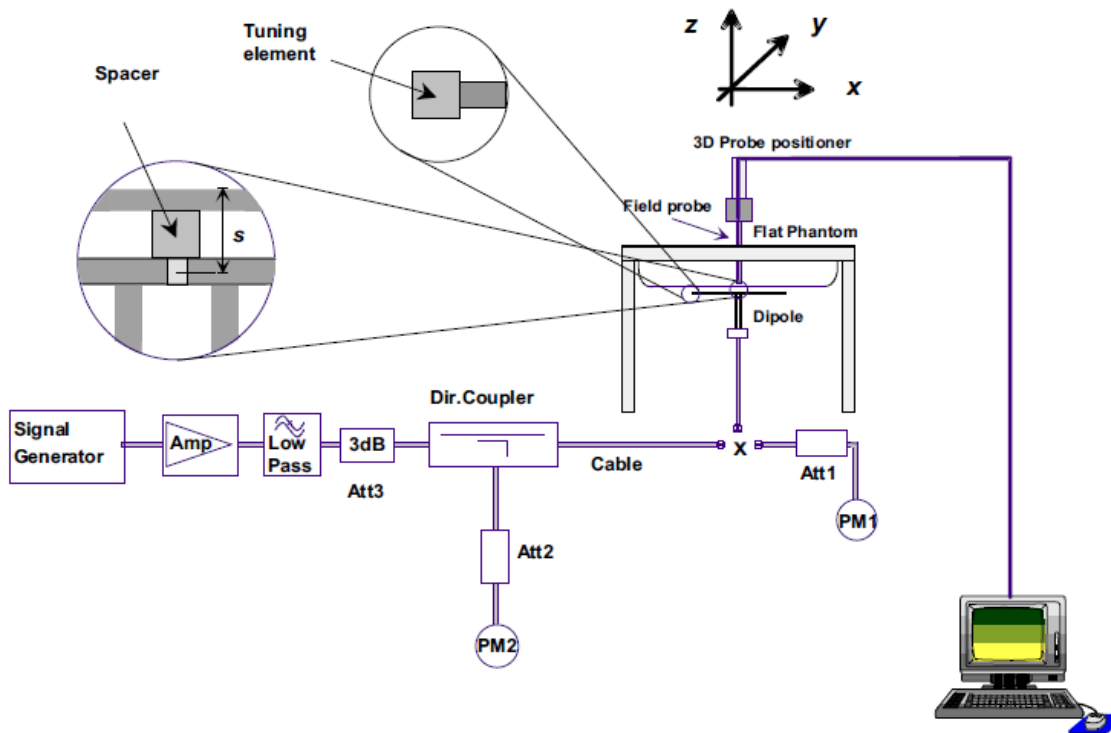 Tuning
element
Spacer
s
z
y
x
3D Probe positioner
Field probe
Flat Phantom
Dipole
Dir.Coupler
Signal
Generator
Amp
Low
Pass
3dB
Att3
Cable
X
Att1
PM1
Att2
PM2